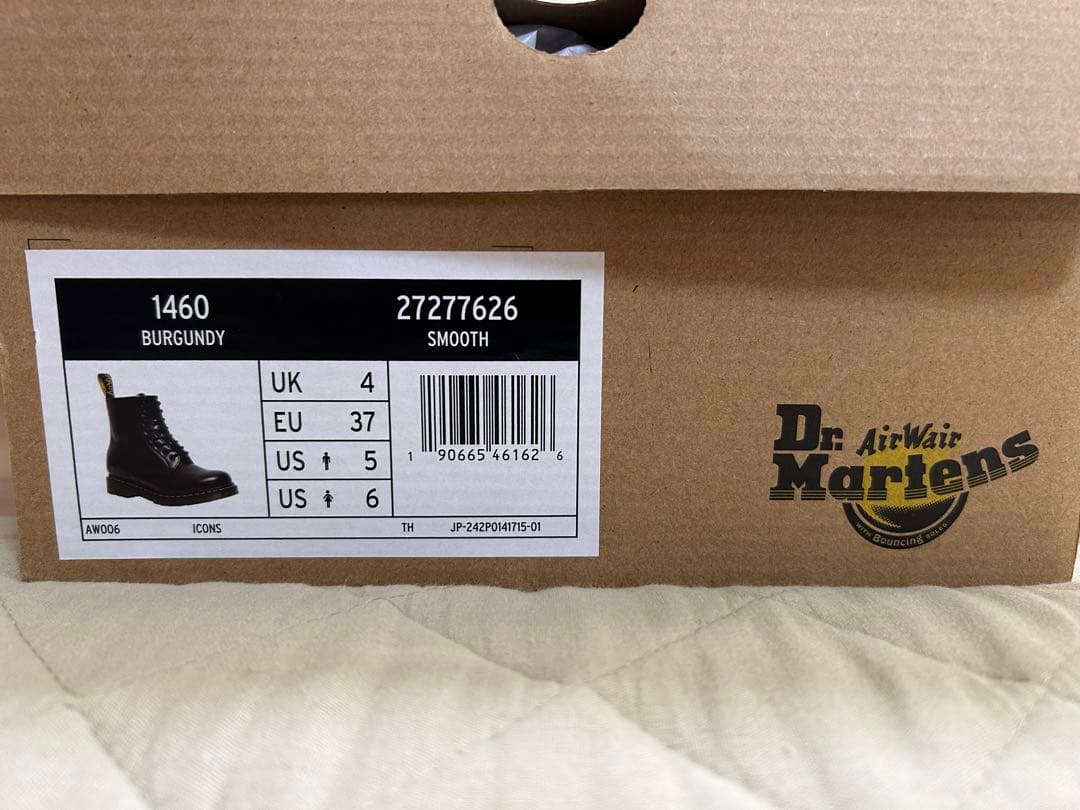 1460
BURGUNDY
27277626
SMOOTH
UK 4
EU 37
US 5
US 6
1 90665 46162 6
AW006 ICONS TH JP-242P0141715-01
Dr. AirWair
Martens
WITH Bouncing SOLES